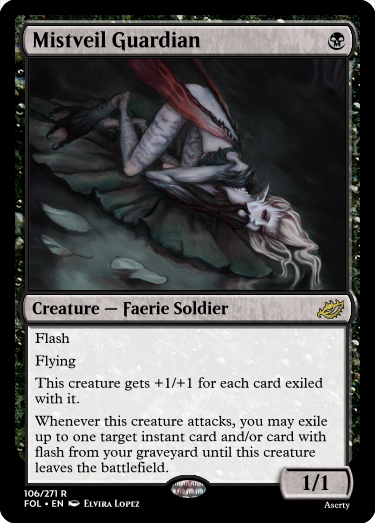 Mistveil Guardian
Creature — Faerie Soldier
Flash
Flying
This creature gets +1/+1 for each card exiled
with it.
Whenever this creature attacks, you may exile
up to one target instant card and/or card with
flash from your graveyard until this creature
leaves the battlefield.
1/1
106/271 R
FOL • EN Elvira Lopez
Aserty